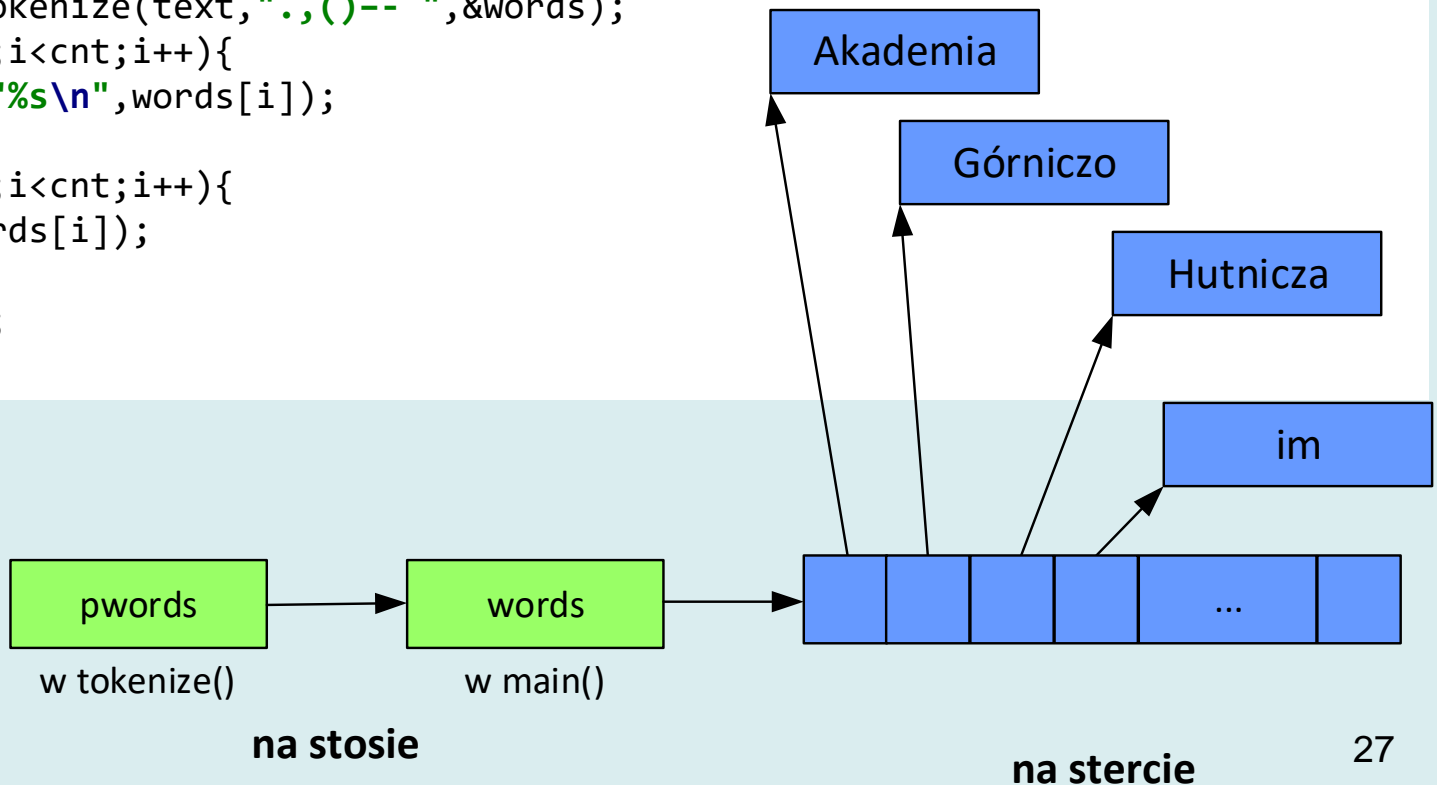 okenize(text,".,()–- ",&words);
;i<cnt;i++){
"%s\n",words[i]);
;i<cnt;i++){
rds[i]);
;
Akademia
Górniczo
Hutnicza
im
pwords
words
...
w tokenize()
w main()
na stosie
na stercie
27